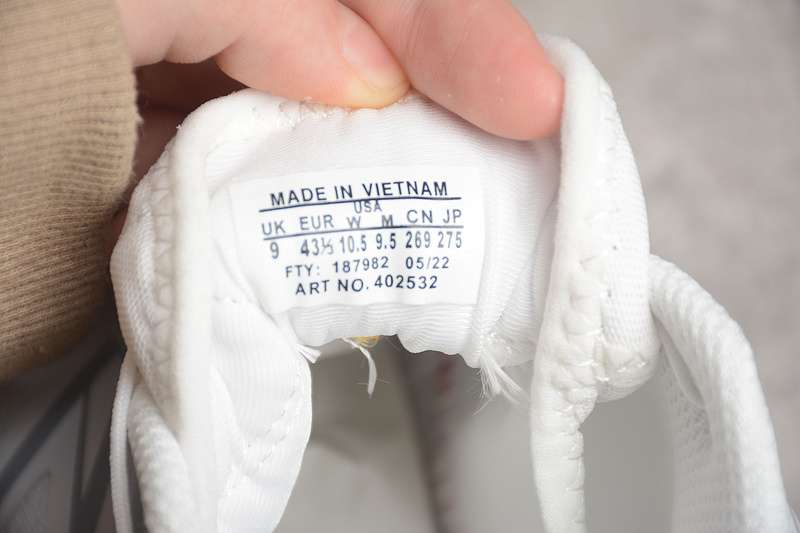 MADE IN VIETNAM
USA
UK EUR W M CN JP
9 43⅓ 10.5 9.5 269 275
FTY: 187982 05/22
ART NO. 402532